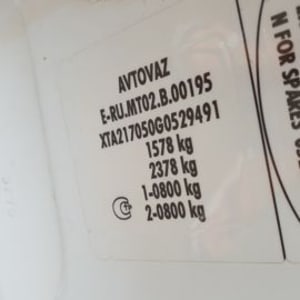 AVTOVAZ
E-RU.MT02.B.00195
XTA217050G0529491
1578 kg
2378 kg
1-0800 kg
2-0800 kg
N FOR SPARES